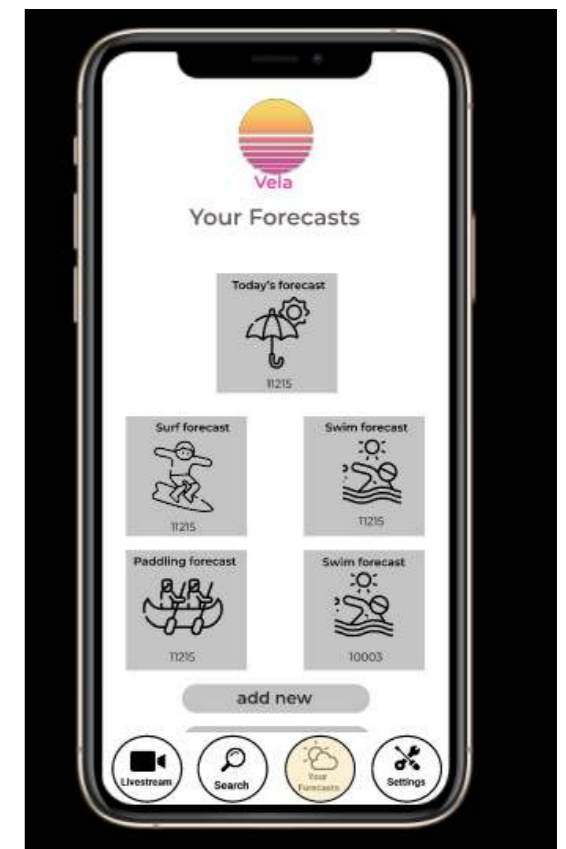 Vela
Your Forecasts
Today's forecast
11215
Surf forecast
11215
Swim forecast
11215
Paddling forecast
11215
Swim forecast
10003
add new
Livestream
Search
Your
Forecasts
Settings